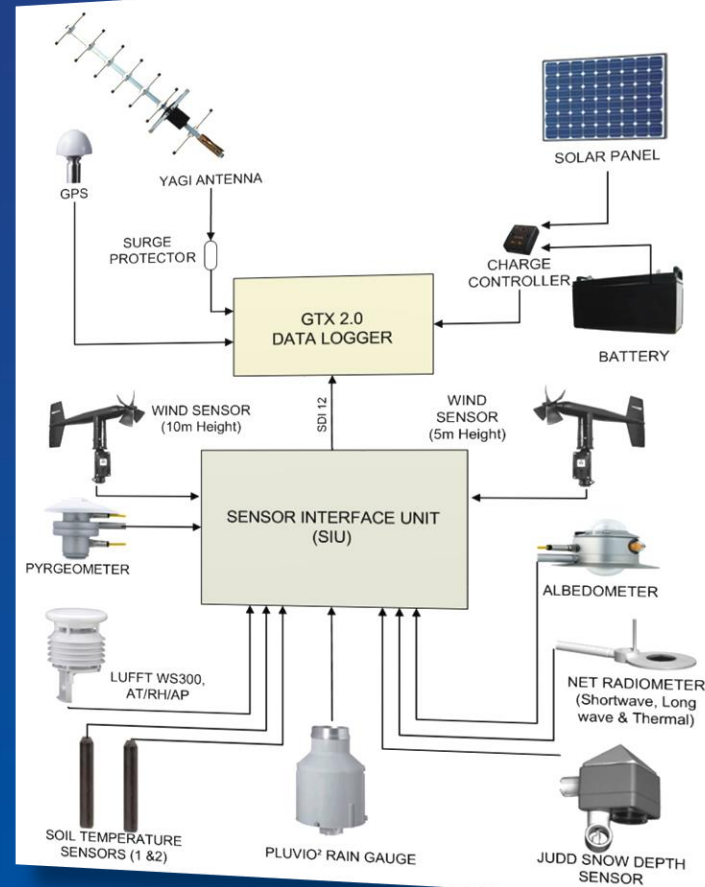 SOLAR PANEL
GPS
YAGI ANTENNA
SURGE
PROTECTOR
CHARGE
CONTROLLER
GTX 2.0
DATA LOGGER
BATTERY
WIND SENSOR
(10m Height)
SDI 12
WIND
SENSOR
(5m Height)
SENSOR INTERFACE UNIT
(SIU)
PYRGEOMETER
ALBEDOMETER
LUFFT WS300,
AT/RH/AP
NET RADIOMETER
(Shortwave, Long
wave & Thermal)
SOIL TEMPERATURE
SENSORS (1 &2)
PLUVIO² RAIN GAUGE
JUDD SNOW DEPTH
SENSOR